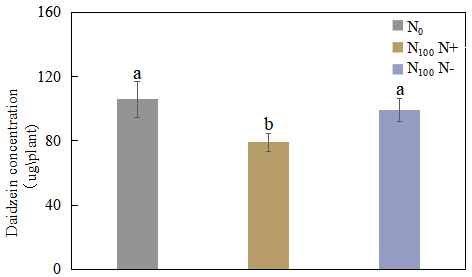 160
120
80
40
0
Daidzein concentration
(ug\plant)
N₀
N₁₀₀ N+
N₁₀₀ N-
a
b
a